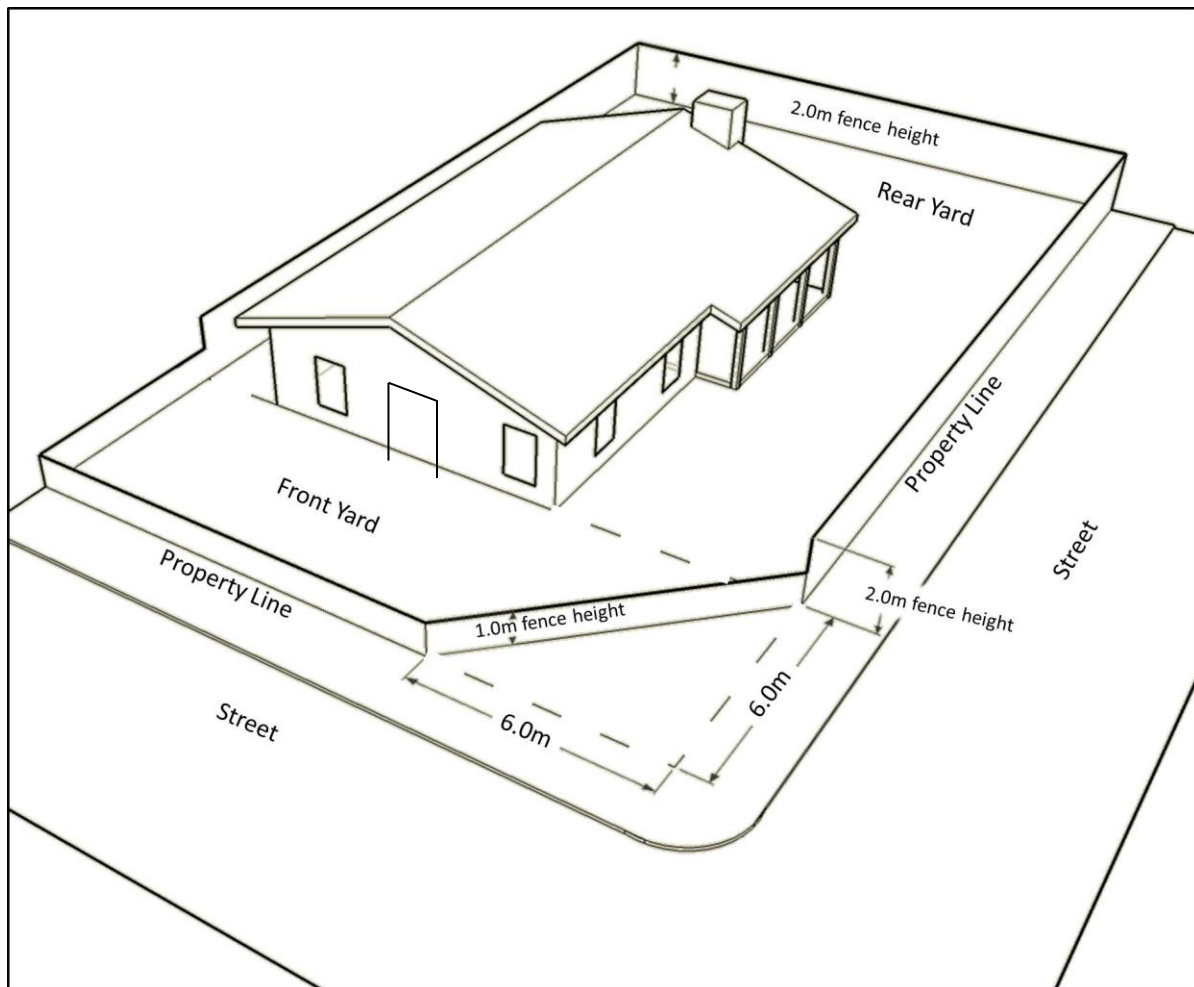 2.0m fence height
Rear Yard
Property Line
Front Yard
Street
Property Line
2.0m fence height
1.0m fence height
6.0m
6.0m
Street